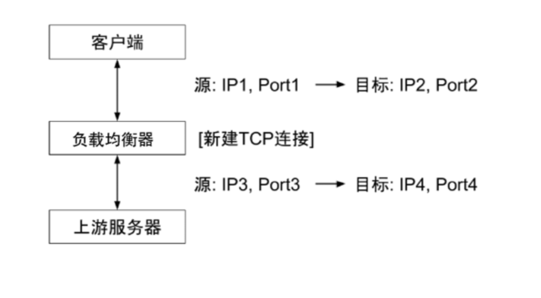 客户端
源: IP1, Port1 → 目标: IP2, Port2
负载均衡器 [新建TCP连接]
源: IP3, Port3 → 目标: IP4, Port4
上游服务器